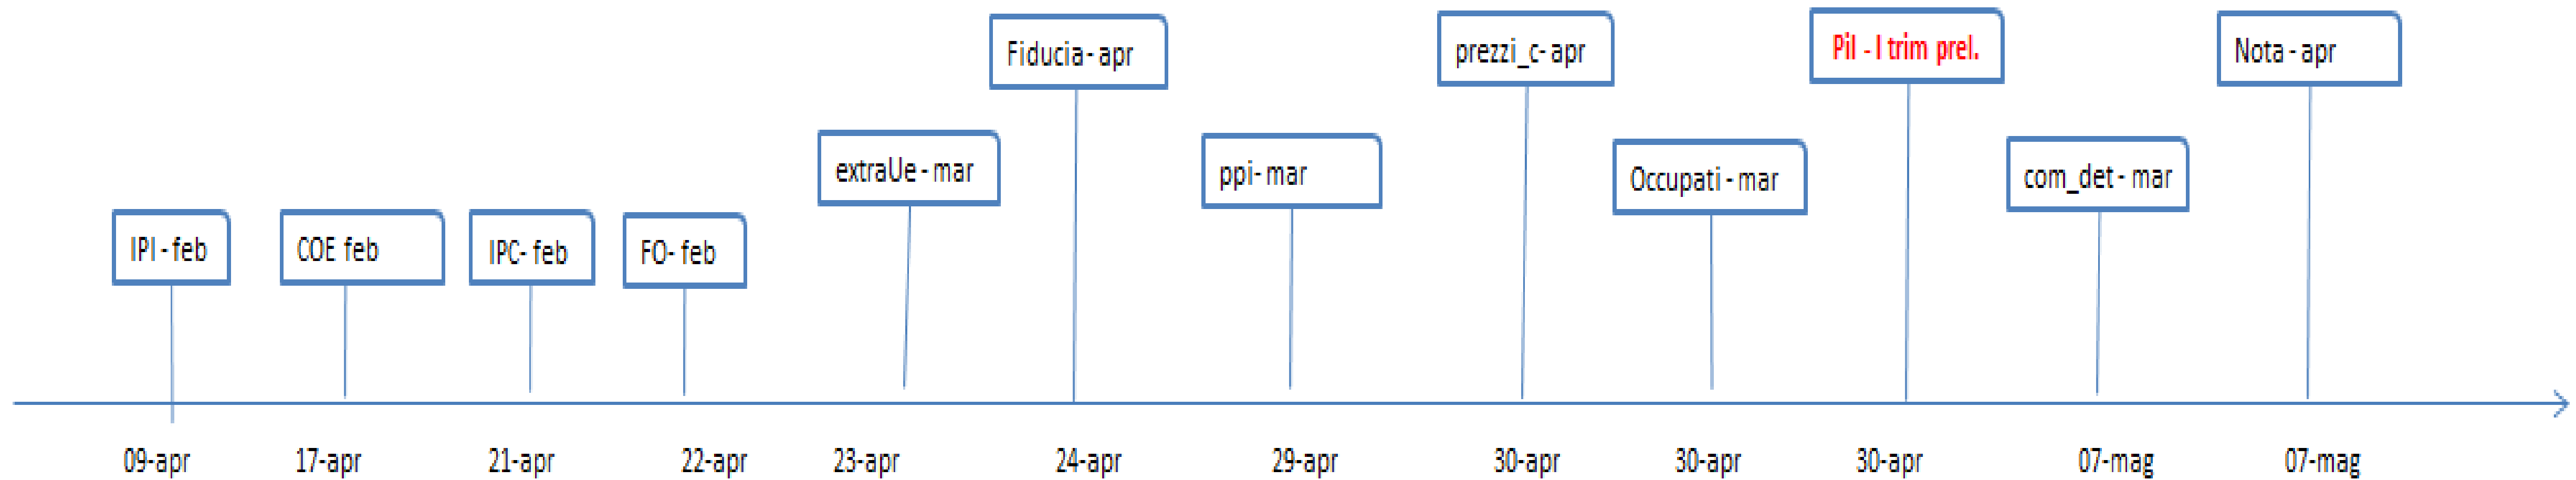 Fiducia- apr
prezzi_c- apr
Pil - I trim prel.
Nota - apr
extraUe - mar
ppi- mar
Occupati - mar
com_det - mar
IPI - feb
COE feb
IPC- feb
FO- feb
09-apr
17-apr
21-apr
22-apr
23-apr
24-apr
29-apr
30-apr
30-apr
30-apr
07-mag
07-mag